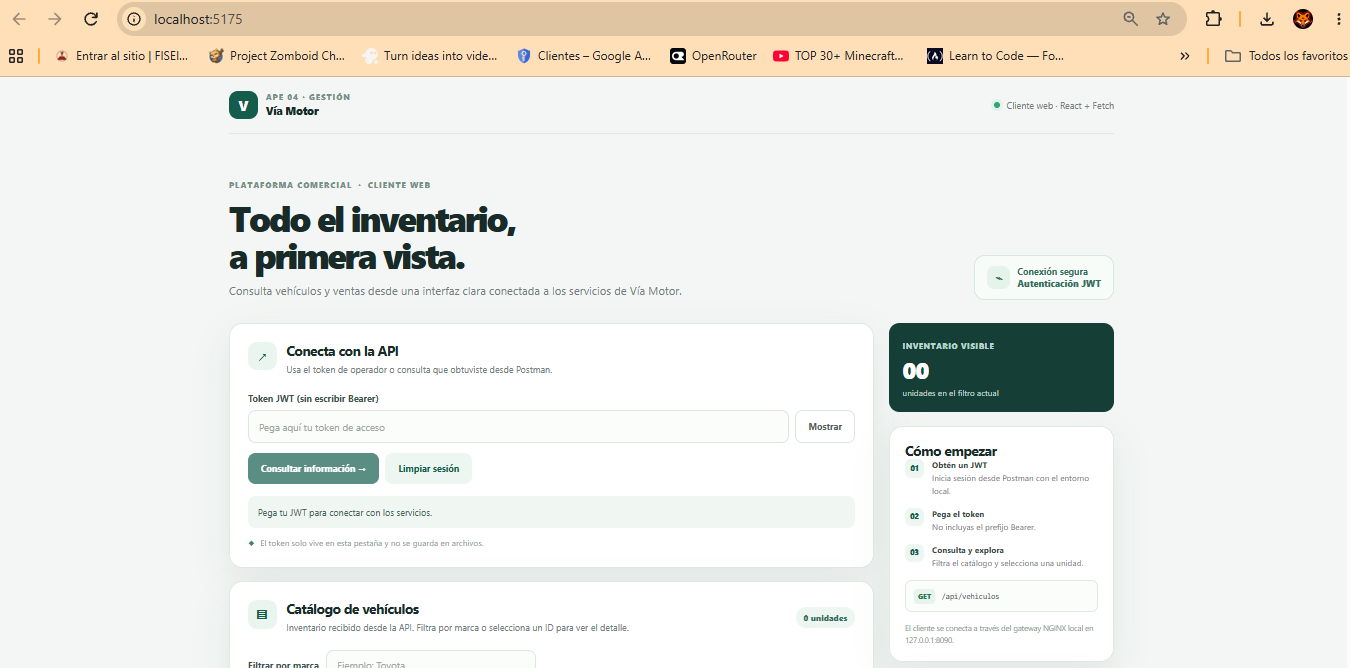 localhost:5175
Entrar al sitio | FISEI...
Project Zomboid Ch...
Turn ideas into vide...
Clientes – Google A...
OpenRouter
TOP 30+ Minecraft...
Learn to Code — Fo...
»
Todos los favoritos
V
APE 04 · GESTIÓN
Vía Motor
Cliente web · React + Fetch
PLATAFORMA COMERCIAL · CLIENTE WEB
Todo el inventario,
a primera vista.
Consulta vehículos y ventas desde una interfaz clara conectada a los servicios de Vía Motor.
Conexión segura
Autenticación JWT
Conecta con la API
Usa el token de operador o consulta que obtuviste desde Postman.
Token JWT (sin escribir Bearer)
Pega aquí tu token de acceso
Mostrar
Consultar información →
Limpiar sesión
Pega tu JWT para conectar con los servicios.
El token solo vive en esta pestaña y no se guarda en archivos.
INVENTARIO VISIBLE
00
unidades en el filtro actual
Cómo empezar
01
Obtén un JWT
Inicia sesión desde Postman con el entorno
local.
02
Pega el token
No incluyas el prefijo Bearer.
03
Consulta y explora
Filtra el catálogo y selecciona una unidad.
GET /api/vehiculos
El cliente se conecta a través del gateway NGINX local en
127.0.0.1:8090.
Catálogo de vehículos
Inventario recibido desde la API. Filtra por marca o selecciona un ID para ver el detalle.
0 unidades
Filtrar por marca
Ejemplo: Toyota